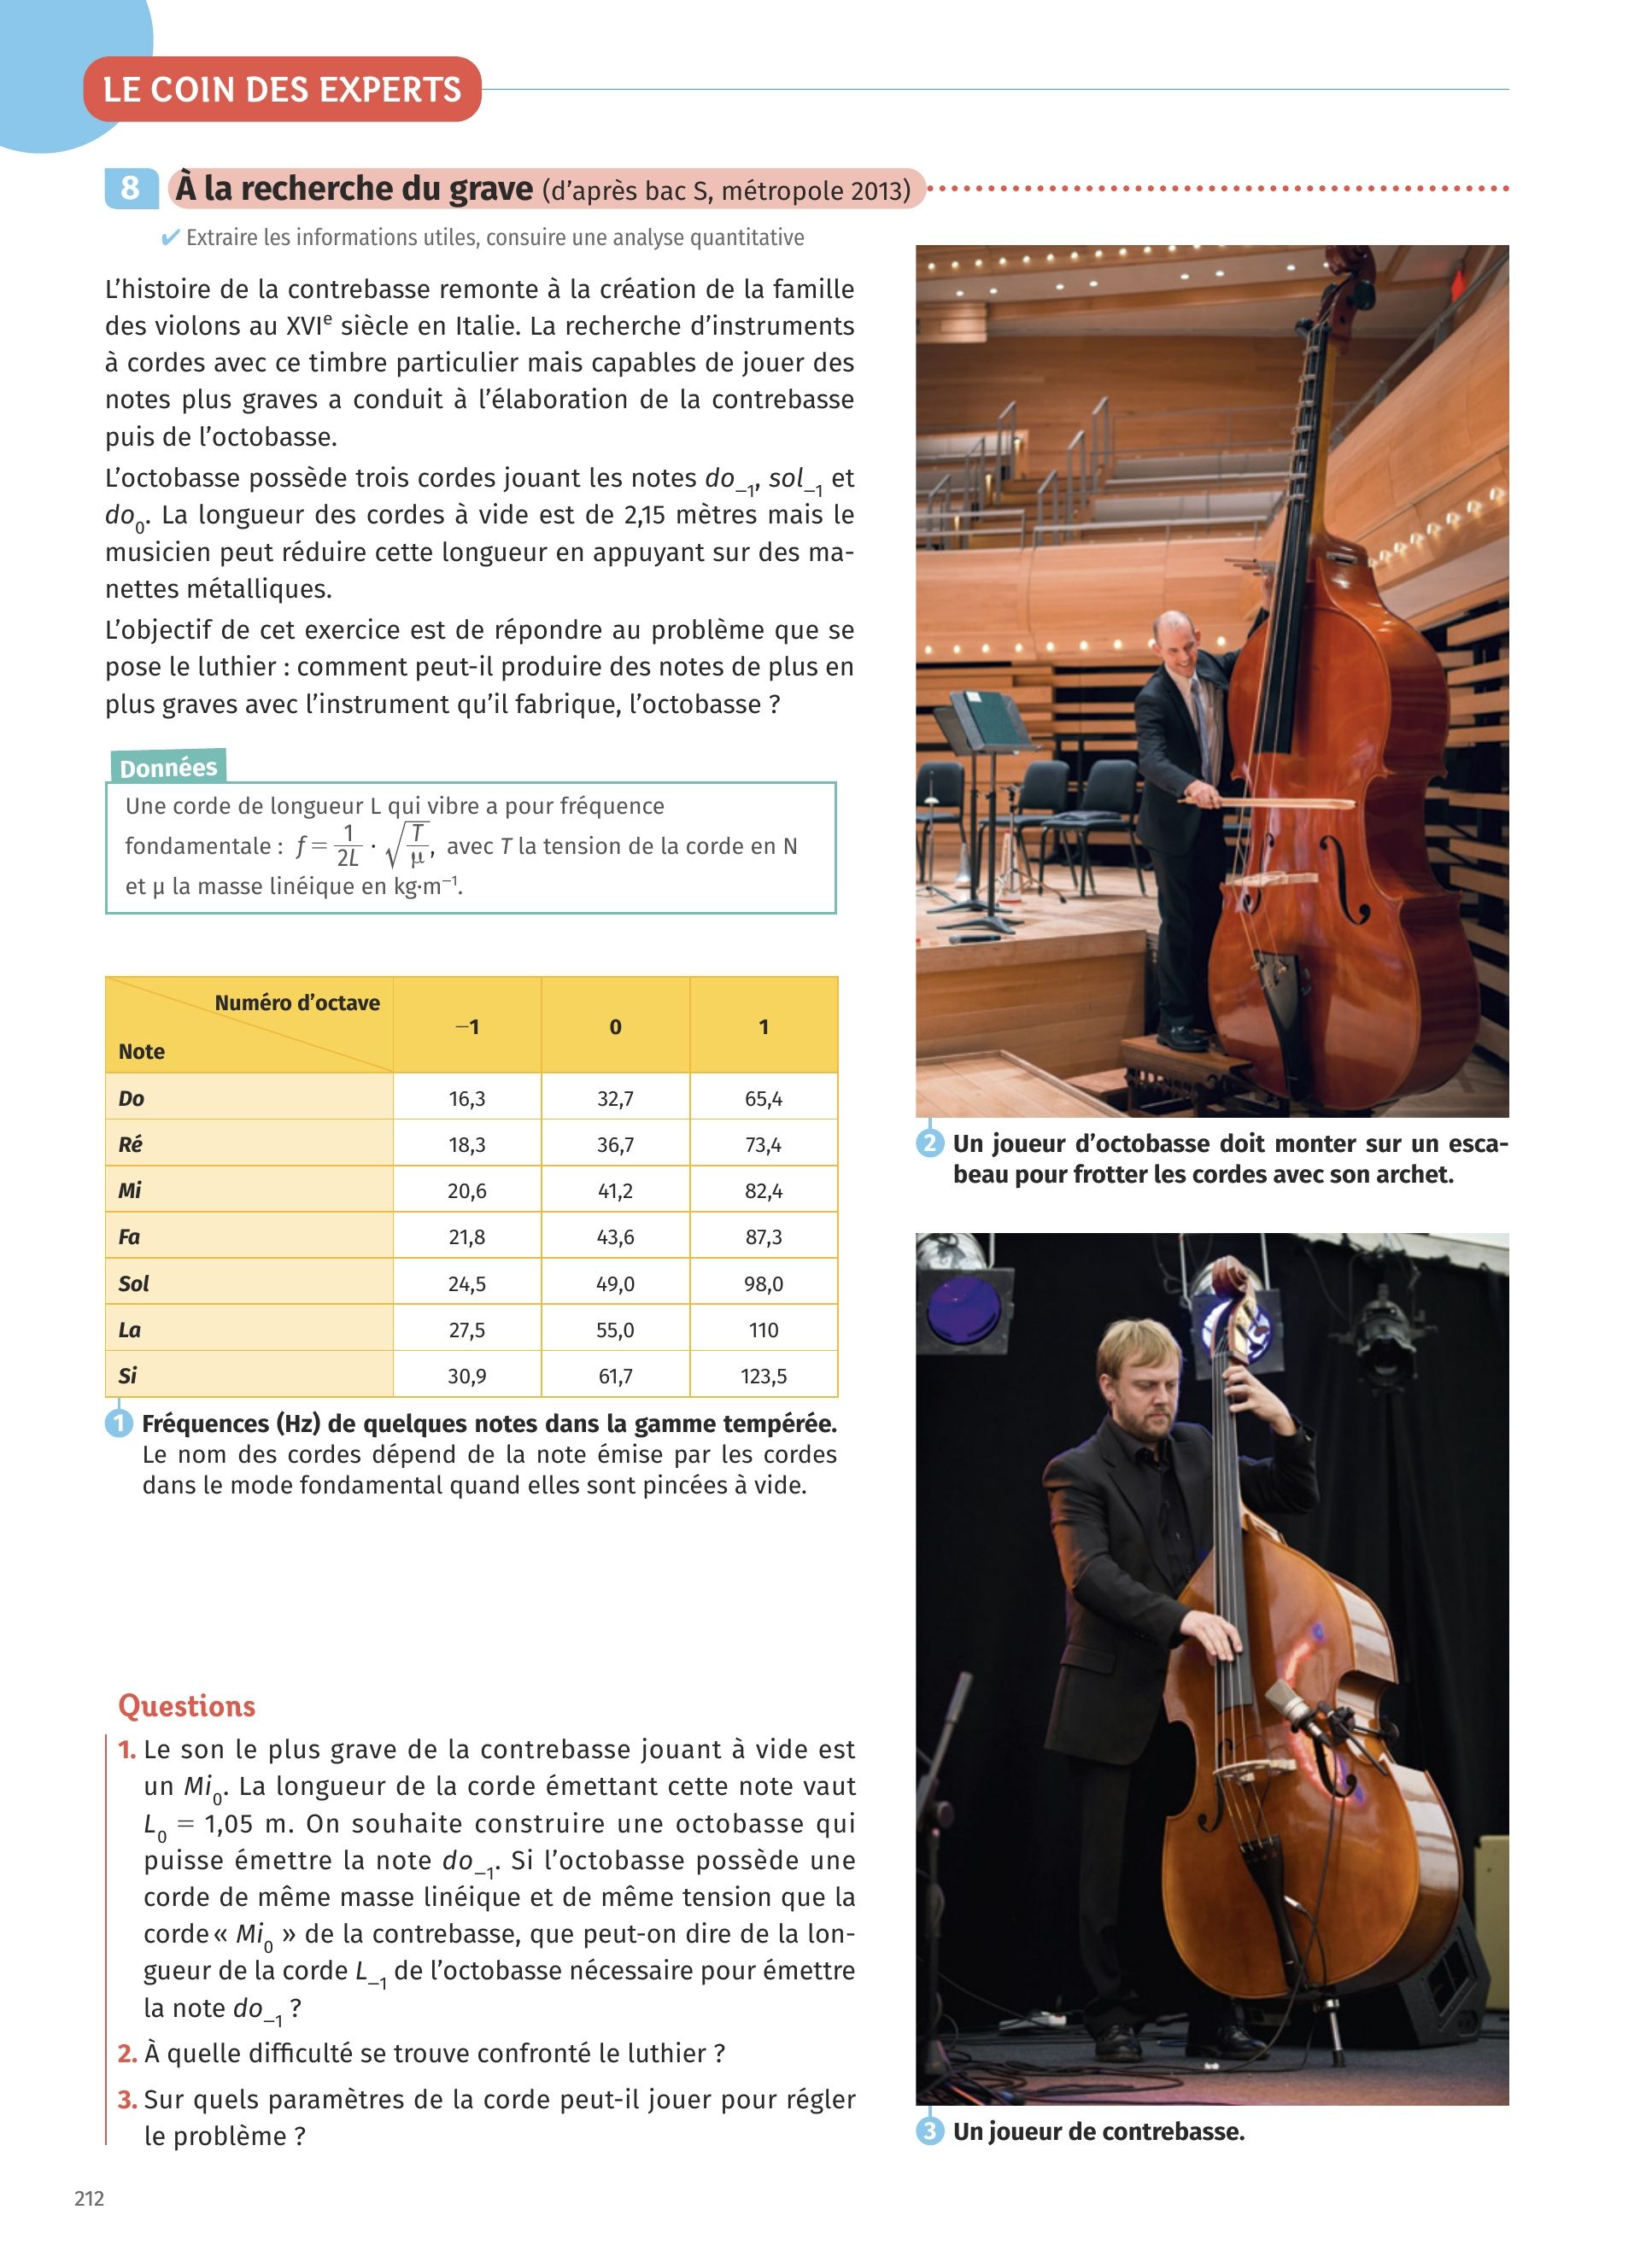 LE COIN DES EXPERTS
8 À la recherche du grave (d'après bac S, métropole 2013)
✔ Extraire les informations utiles, consuire une analyse quantitative
L'histoire de la contrebasse remonte à la création de la famille
des violons au XVIe siècle en Italie. La recherche d'instruments
à cordes avec ce timbre particulier mais capables de jouer des
notes plus graves a conduit à l'élaboration de la contrebasse
puis de l'octobasse.
L'octobasse possède trois cordes jouant les notes do–1, sol–1 et
do0. La longueur des cordes à vide est de 2,15 mètres mais le
musicien peut réduire cette longueur en appuyant sur des ma-
nettes métalliques.
L'objectif de cet exercice est de répondre au problème que se
pose le luthier : comment peut-il produire des notes de plus en
plus graves avec l'instrument qu'il fabrique, l'octobasse ?
Données
Une corde de longueur L qui vibre a pour fréquence
fondamentale : f = 1/2L · √(T/μ), avec T la tension de la corde en N
et μ la masse linéique en kg·m–1.
Numéro d'octave
Note
–1 0 1
Do 16,3 32,7 65,4
Ré 18,3 36,7 73,4
Mi 20,6 41,2 82,4
Fa 21,8 43,6 87,3
Sol 24,5 49,0 98,0
La 27,5 55,0 110
Si 30,9 61,7 123,5
1 Fréquences (Hz) de quelques notes dans la gamme tempérée.
Le nom des cordes dépend de la note émise par les cordes
dans le mode fondamental quand elles sont pincées à vide.
Questions
1. Le son le plus grave de la contrebasse jouant à vide est
un Mi0. La longueur de la corde émettant cette note vaut
L0 = 1,05 m. On souhaite construire une octobasse qui
puisse émettre la note do–1. Si l'octobasse possède une
corde de même masse linéique et de même tension que la
corde « Mi0 » de la contrebasse, que peut-on dire de la lon-
gueur de la corde L–1 de l'octobasse nécessaire pour émettre
la note do–1 ?
2. À quelle difficulté se trouve confronté le luthier ?
3. Sur quels paramètres de la corde peut-il jouer pour régler
le problème ?
2 Un joueur d'octobasse doit monter sur un esca-
beau pour frotter les cordes avec son archet.
3 Un joueur de contrebasse.
212